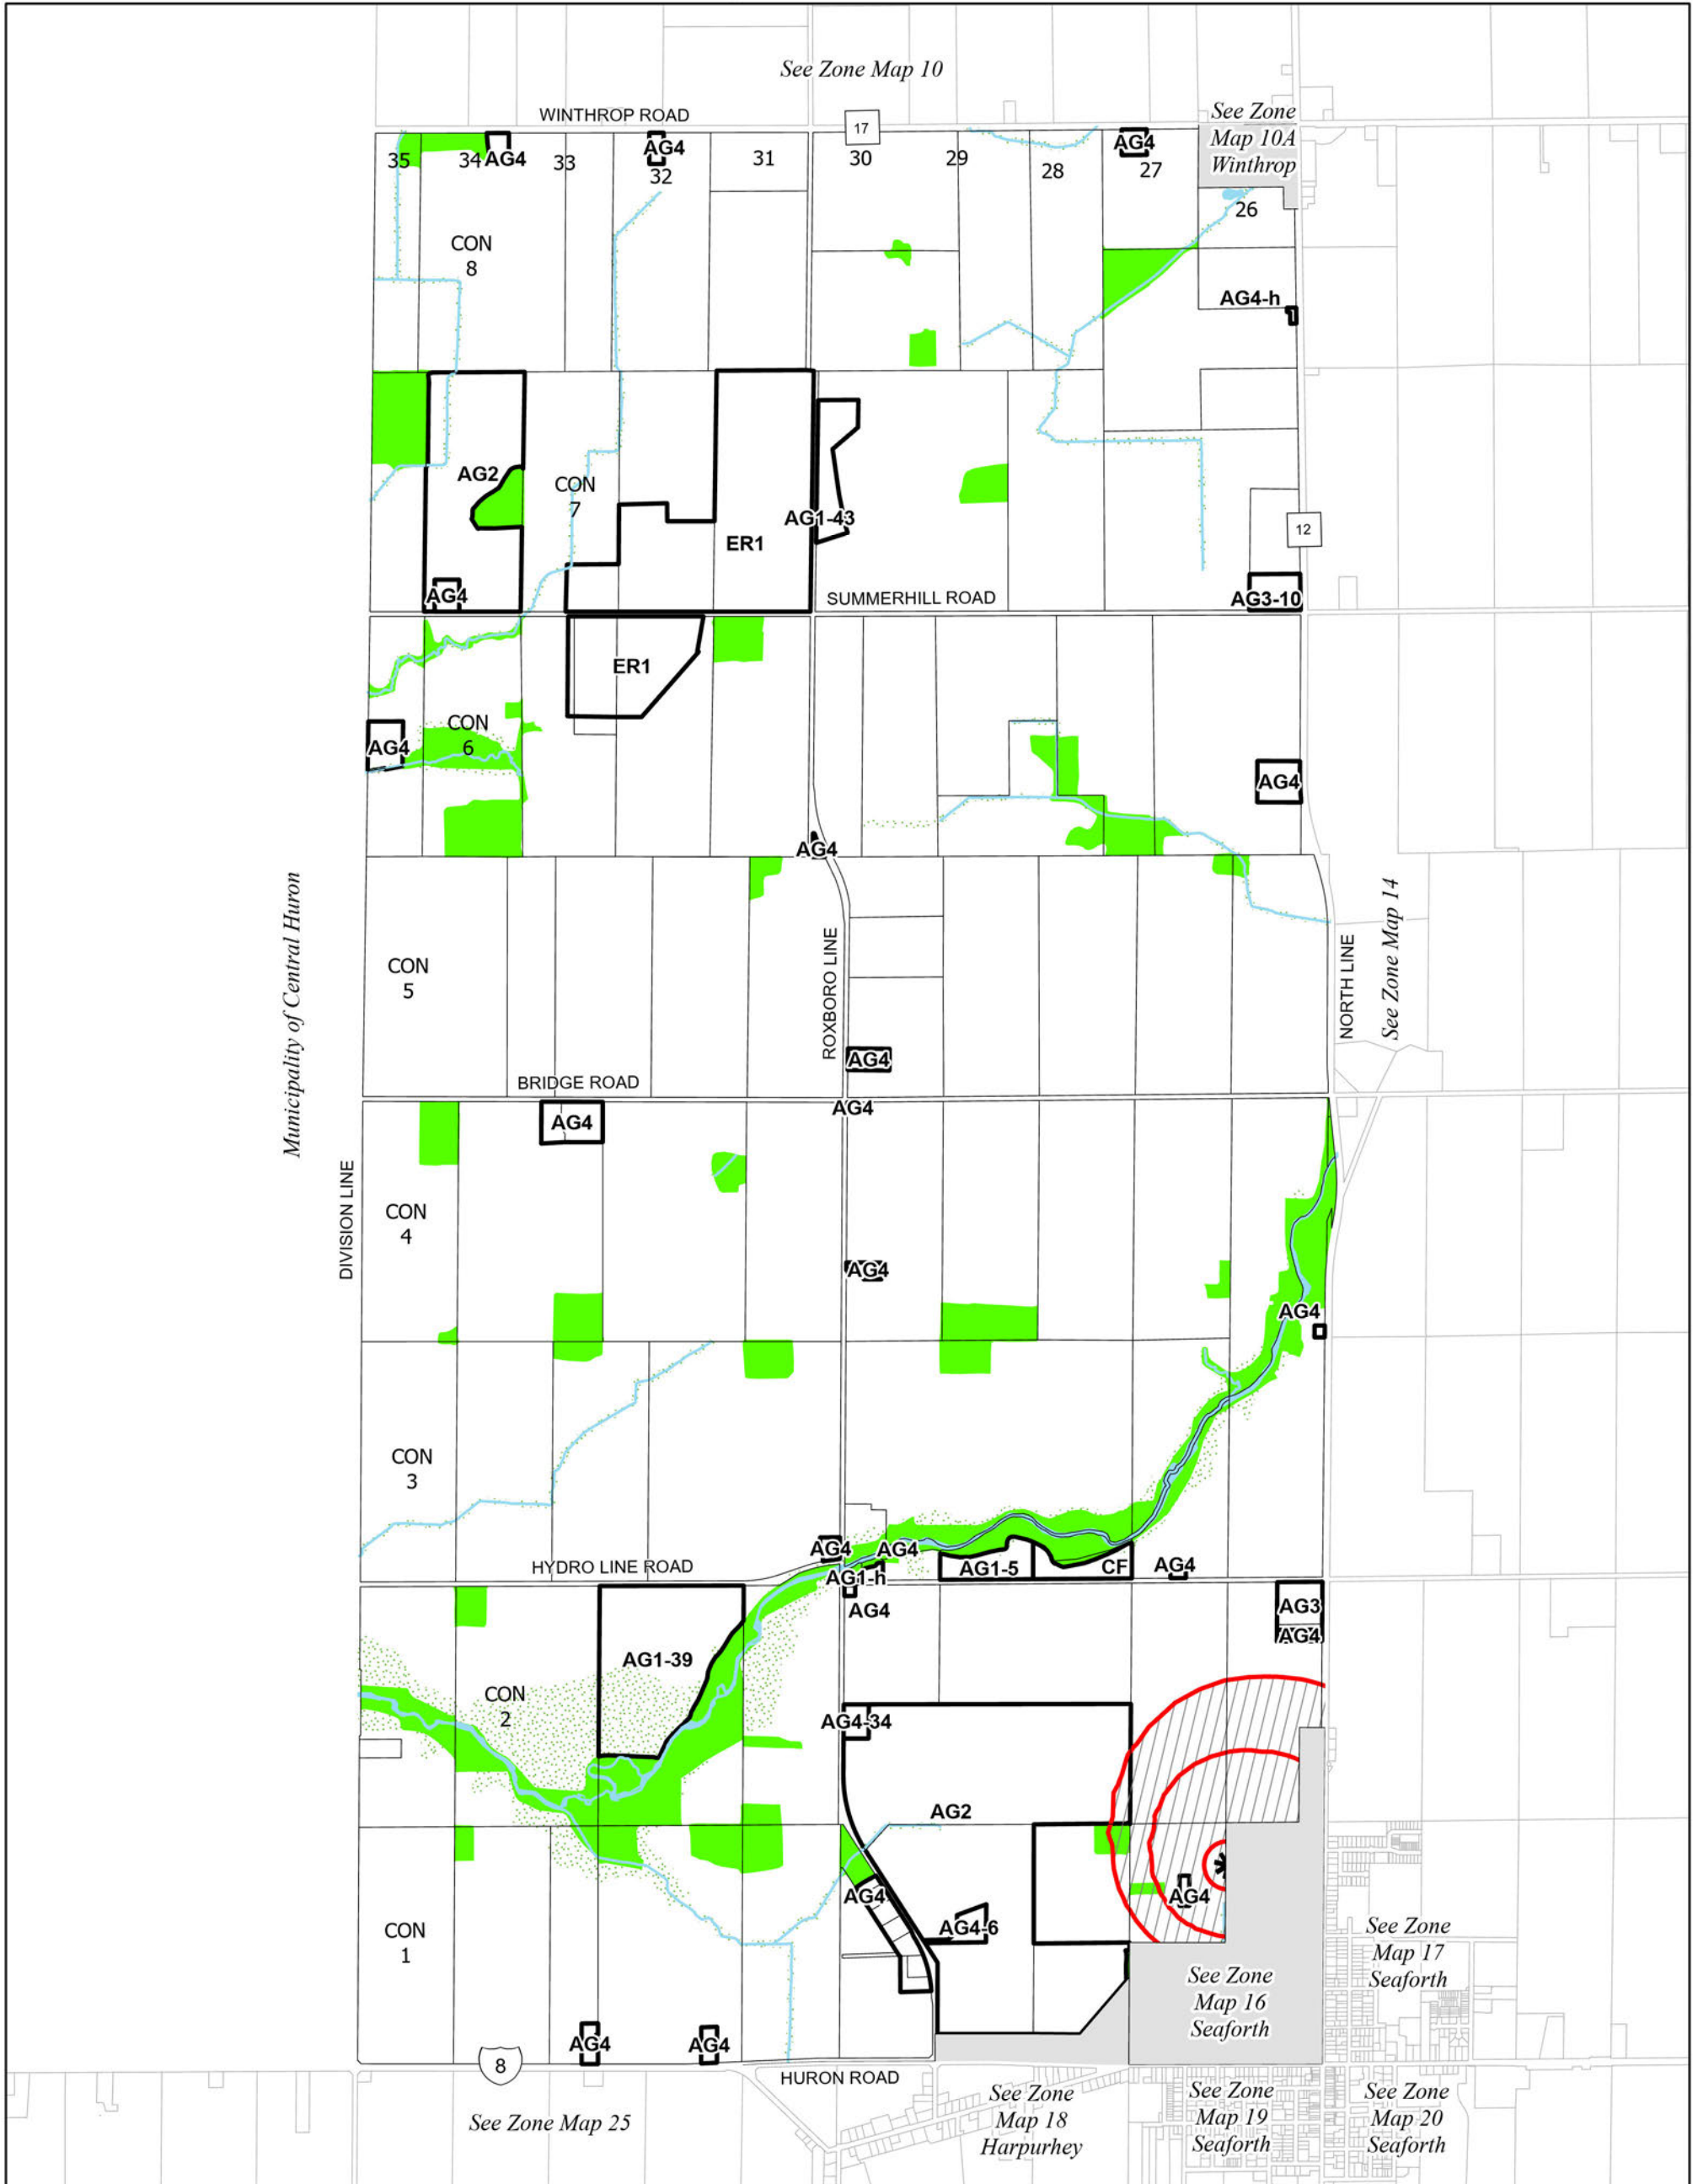 See Zone Map 10
WINTHROP ROAD
17
See Zone
Map 10A
Winthrop
35
34
AG4
33
AG4
32
31
30
29
28
AG4
27
26
CON
8
AG4-h
AG2
CON
7
AG1-43
ER1
12
AG4
SUMMERHILL ROAD
AG3-10
ER1
CON
6
AG4
AG4
AG4
Municipality of Central Huron
CON
5
ROXBORO LINE
NORTH LINE
See Zone Map 14
AG4
BRIDGE ROAD
AG4
AG4
DIVISION LINE
CON
4
AG4
AG4
CON
3
HYDRO LINE ROAD
AG4
AG4
AG1-h
AG1-5
CF
AG4
AG4
AG3
AG4
AG1-39
CON
2
AG4-34
AG2
AG4
AG4-6
AG4
CON
1
See Zone
Map 17
Seaforth
See Zone
Map 16
Seaforth
AG4
AG4
8
HURON ROAD
See Zone Map 25
See Zone
Map 18
Harpurhey
See Zone
Map 19
Seaforth
See Zone
Map 20
Seaforth